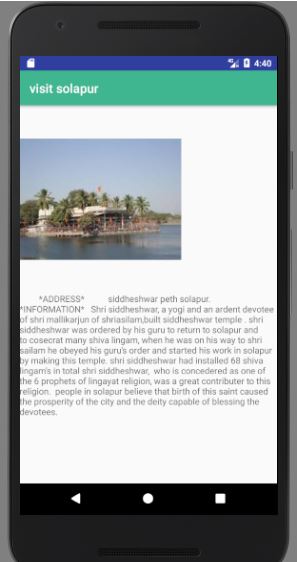 4:40
visit solapur
*ADDRESS* siddheshwar peth solapur.
*INFORMATION* Shri siddheshwar, a yogi and an ardent devotee
of shri mallikarjun of shriasilam,built siddheshwar temple . shri
siddheshwar was ordered by his guru to return to solapur and
to cosecrat many shiva lingam, when he was on his way to shri
sailam he obeyed his guru's order and started his work in solapur
by making this temple. shri siddheshwar had installed 68 shiva
lingam's in total shri siddheshwar, who is concedered as one of
the 6 prophets of lingayat religion, was a great contributer to this
religion. people in solapur believe that birth of this saint caused
the prosperity of the city and the deity capable of blessing the
devotees.